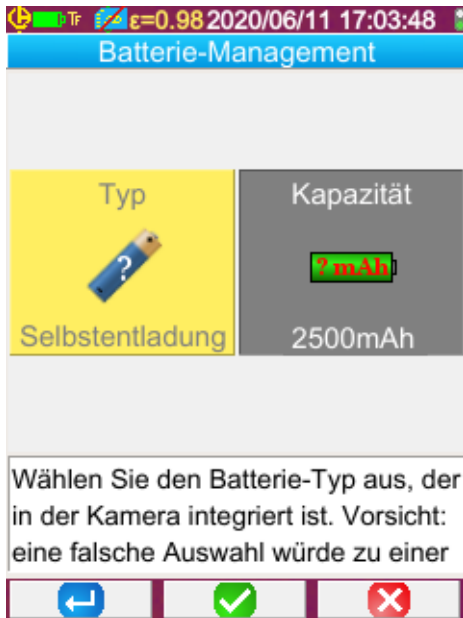 TF ε=0.98 2020/06/11 17:03:48
Batterie-Management
Typ
?
Selbstentladung
Kapazität
? mAh
2500mAh
Wählen Sie den Batterie-Typ aus, der
in der Kamera integriert ist. Vorsicht:
eine falsche Auswahl würde zu einer